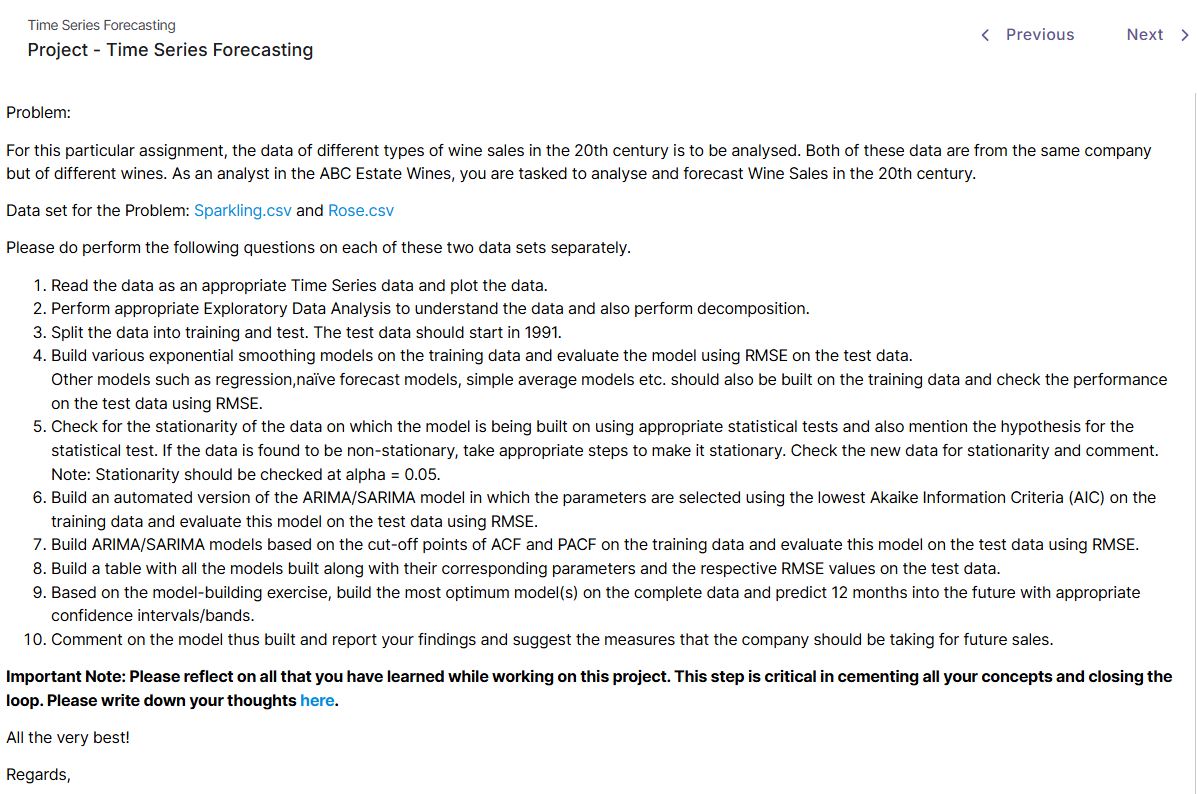 Time Series Forecasting
Project - Time Series Forecasting
Previous
Next
Problem:
For this particular assignment, the data of different types of wine sales in the 20th century is to be analysed. Both of these data are from the same company
but of different wines. As an analyst in the ABC Estate Wines, you are tasked to analyse and forecast Wine Sales in the 20th century.
Data set for the Problem: Sparkling.csv and Rose.csv
Please do perform the following questions on each of these two data sets separately.
1. Read the data as an appropriate Time Series data and plot the data.
2. Perform appropriate Exploratory Data Analysis to understand the data and also perform decomposition.
3. Split the data into training and test. The test data should start in 1991.
4. Build various exponential smoothing models on the training data and evaluate the model using RMSE on the test data.
Other models such as regression,naïve forecast models, simple average models etc. should also be built on the training data and check the performance
on the test data using RMSE.
5. Check for the stationarity of the data on which the model is being built on using appropriate statistical tests and also mention the hypothesis for the
statistical test. If the data is found to be non-stationary, take appropriate steps to make it stationary. Check the new data for stationarity and comment.
Note: Stationarity should be checked at alpha = 0.05.
6. Build an automated version of the ARIMA/SARIMA model in which the parameters are selected using the lowest Akaike Information Criteria (AIC) on the
training data and evaluate this model on the test data using RMSE.
7. Build ARIMA/SARIMA models based on the cut-off points of ACF and PACF on the training data and evaluate this model on the test data using RMSE.
8. Build a table with all the models built along with their corresponding parameters and the respective RMSE values on the test data.
9. Based on the model-building exercise, build the most optimum model(s) on the complete data and predict 12 months into the future with appropriate
confidence intervals/bands.
10. Comment on the model thus built and report your findings and suggest the measures that the company should be taking for future sales.
Important Note: Please reflect on all that you have learned while working on this project. This step is critical in cementing all your concepts and closing the
loop. Please write down your thoughts here.
All the very best!
Regards,